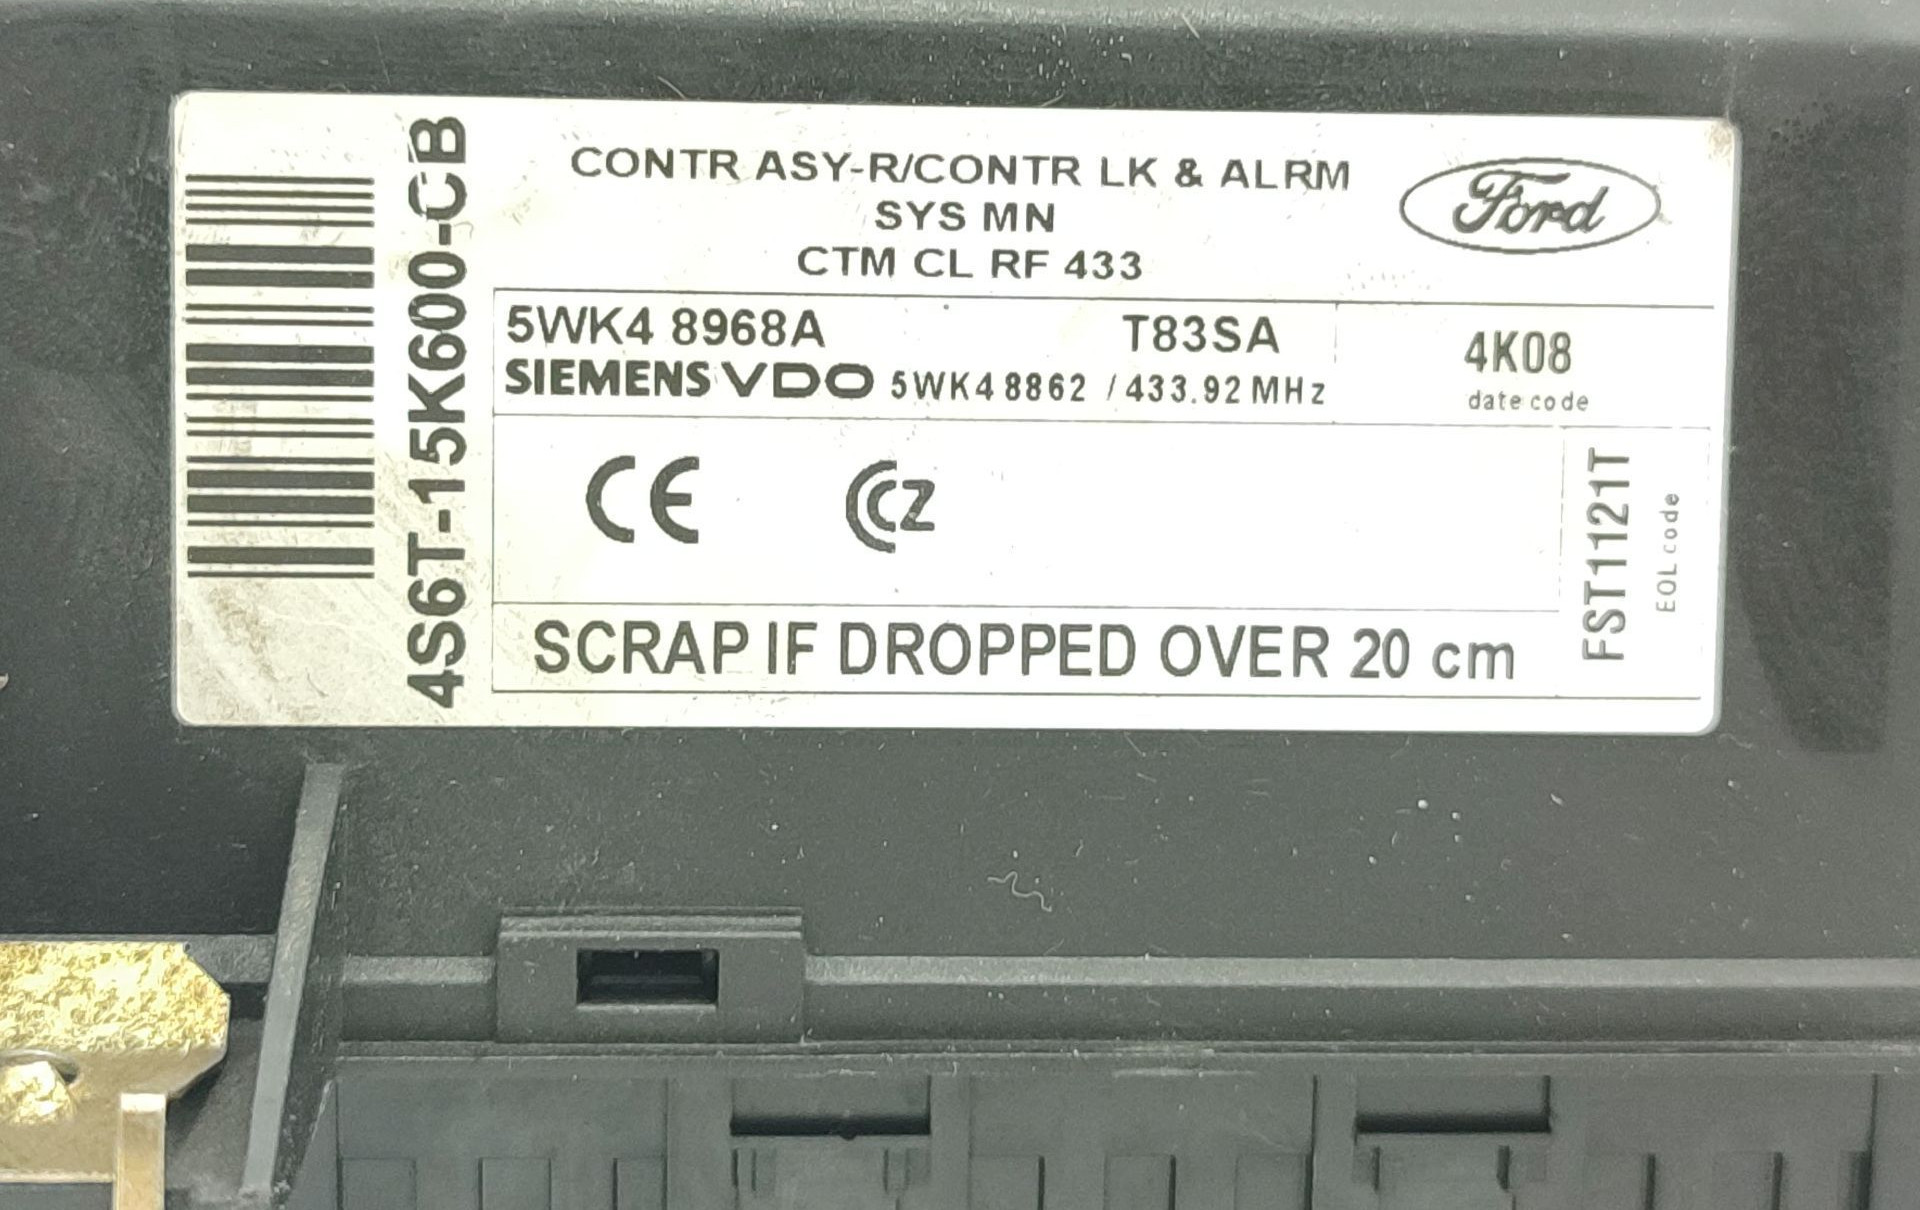 4S6T-15K600-CB
CONTR ASY-R/CONTR LK & ALRM
SYS MN
CTM CL RF 433
Ford
5WK4 8968A T83SA
SIEMENS VDO 5WK4 8862 / 433.92 MHz
4K08
date code
CE CCZ
FST1121T
EOL code
SCRAP IF DROPPED OVER 20 cm